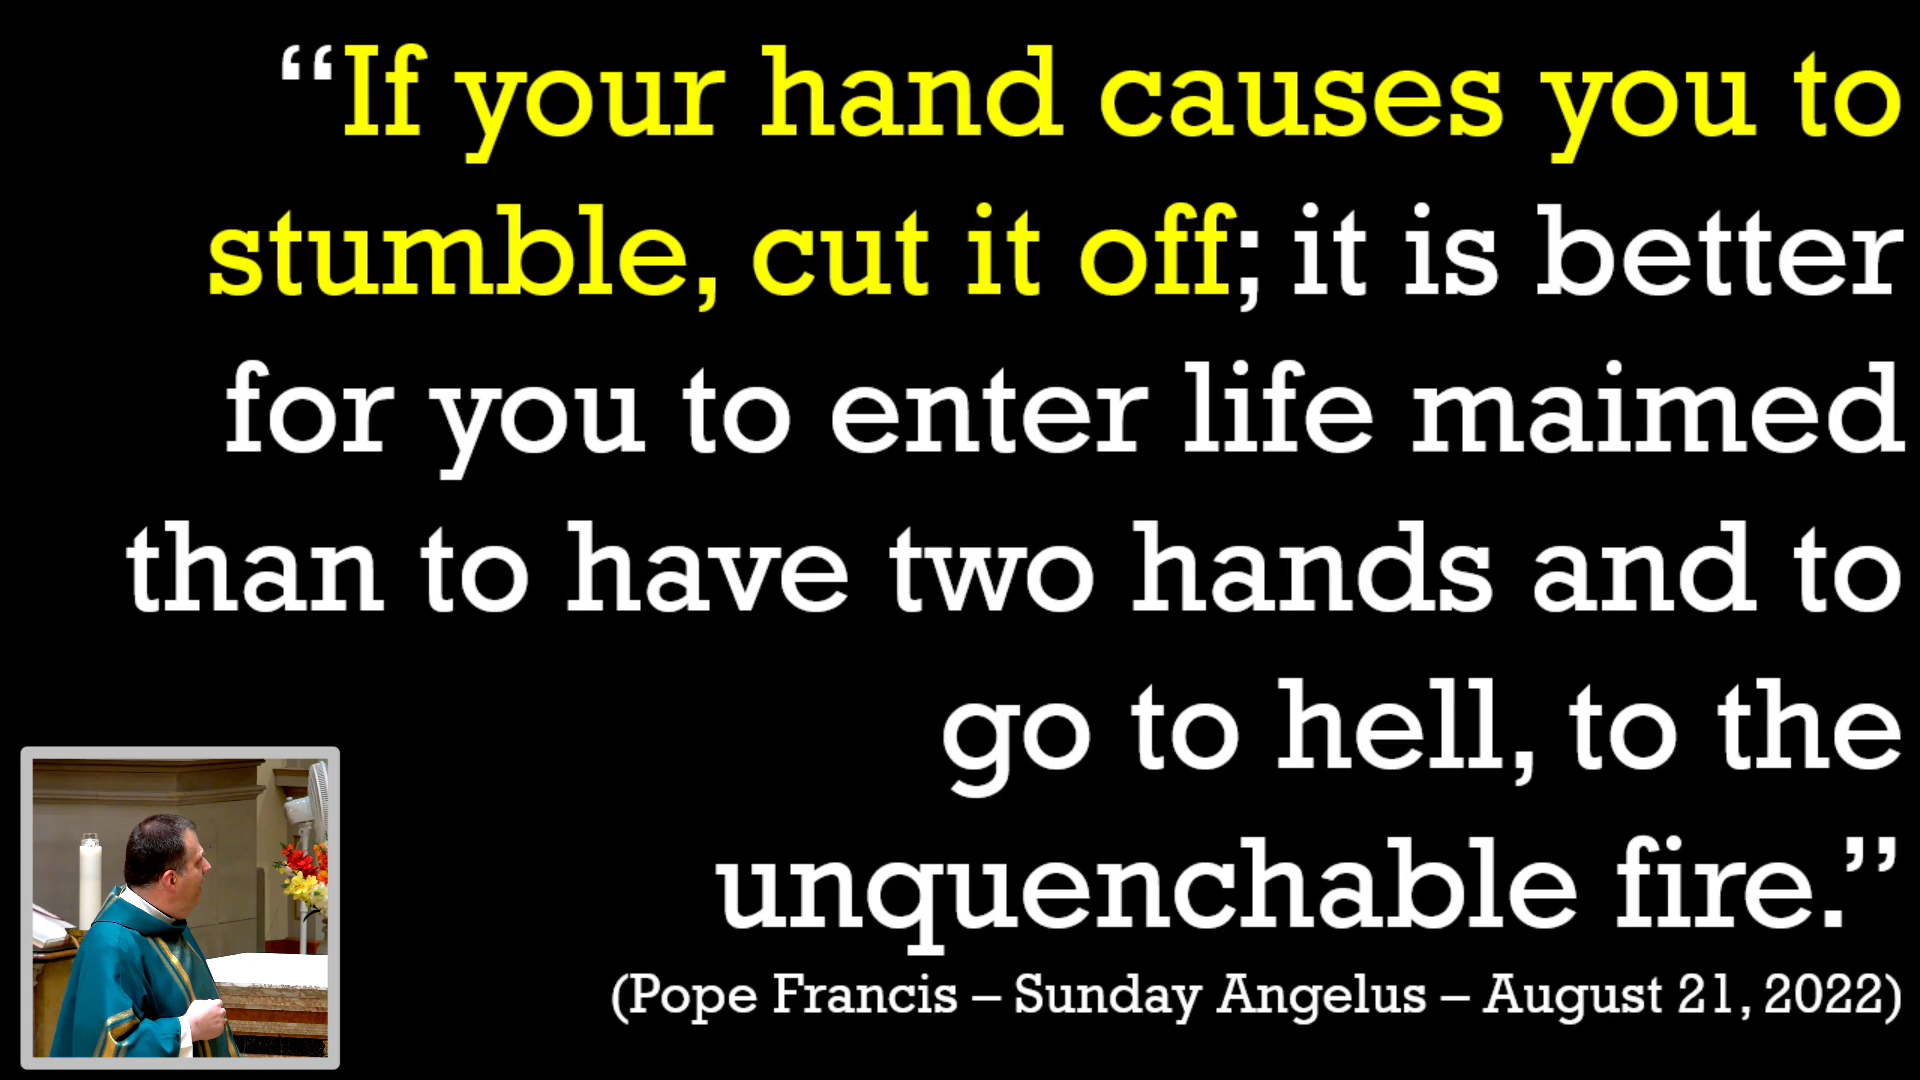 “If your hand causes you to
stumble, cut it off; it is better
for you to enter life maimed
than to have two hands and to
go to hell, to the
unquenchable fire.”
(Pope Francis – Sunday Angelus – August 21, 2022)